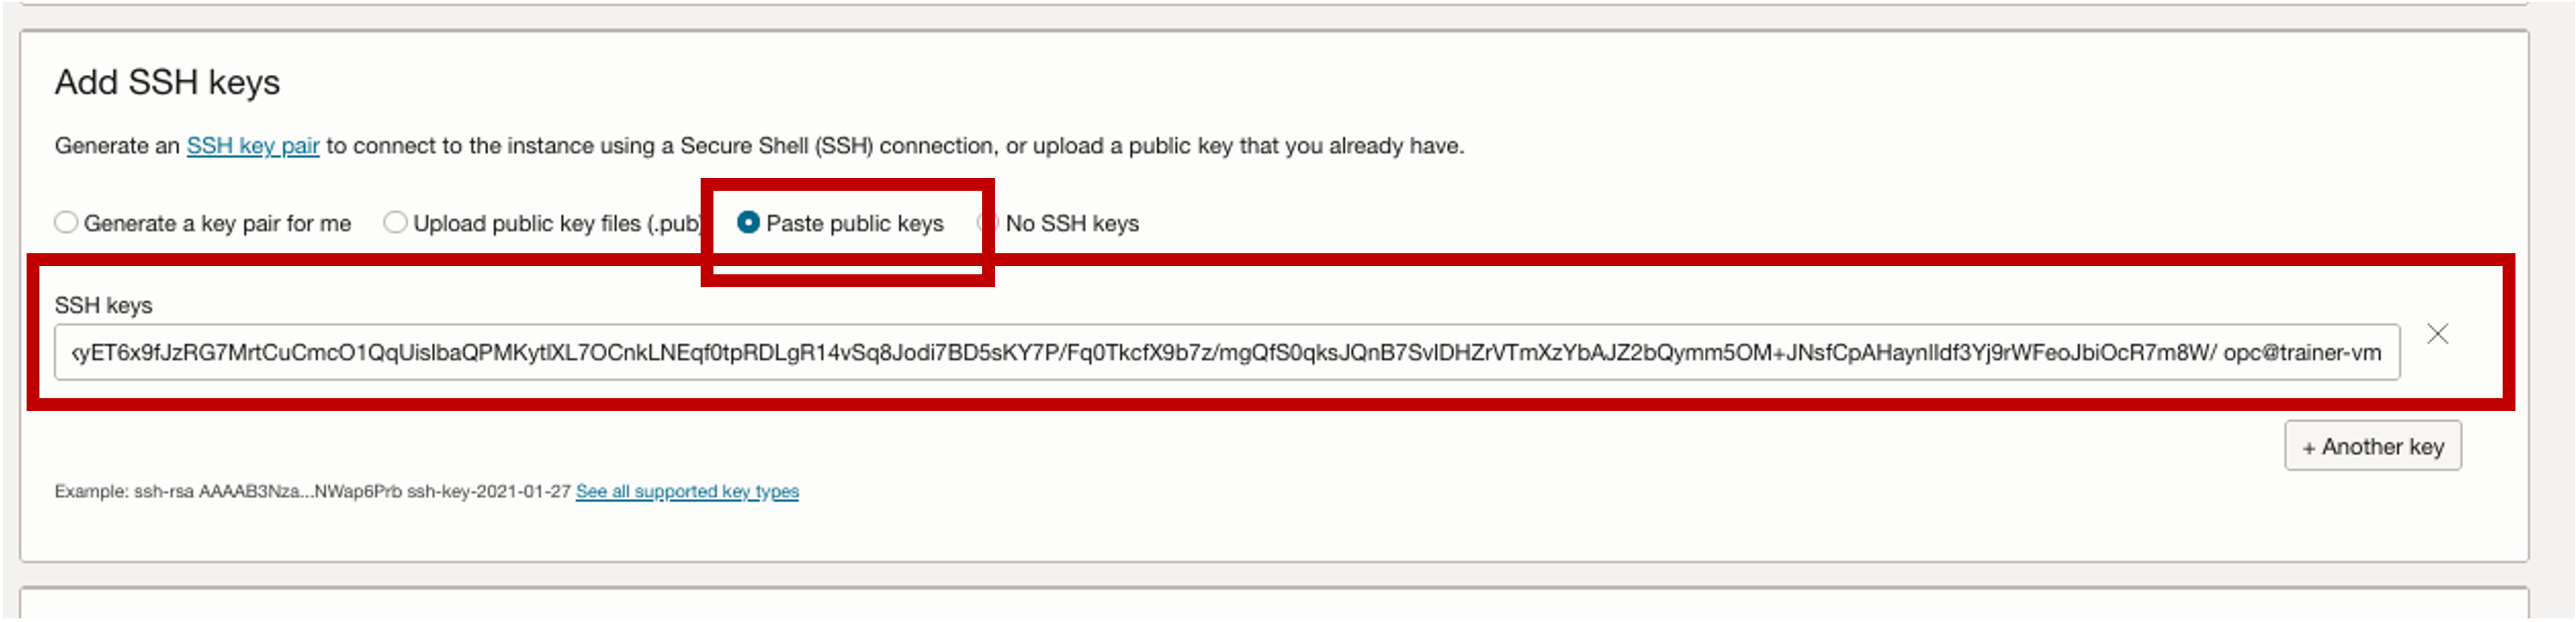 Add SSH keys
Generate an SSH key pair to connect to the instance using a Secure Shell (SSH) connection, or upload a public key that you already have.
Generate a key pair for me Upload public key files (.pub) Paste public keys No SSH keys
SSH keys
yET6x9fJzRG7MrtCuCmcO1QqUislbaQPMKytlXL7OCnkLNEqf0tpRDLgR14vSq8Jodi7BD5sKY7P/Fq0TkcfX9b7z/mgQfS0qksJQnB7SvIDHZrVTmXzYbAJZ2bQymm5OM+JNsfCpAHaynIIdf3Yj9rWFeoJbiOcR7m8W/ opc@trainer-vm
+ Another key
Example: ssh-rsa AAAAB3Nza...NWap6Prb ssh-key-2021-01-27 See all supported key types